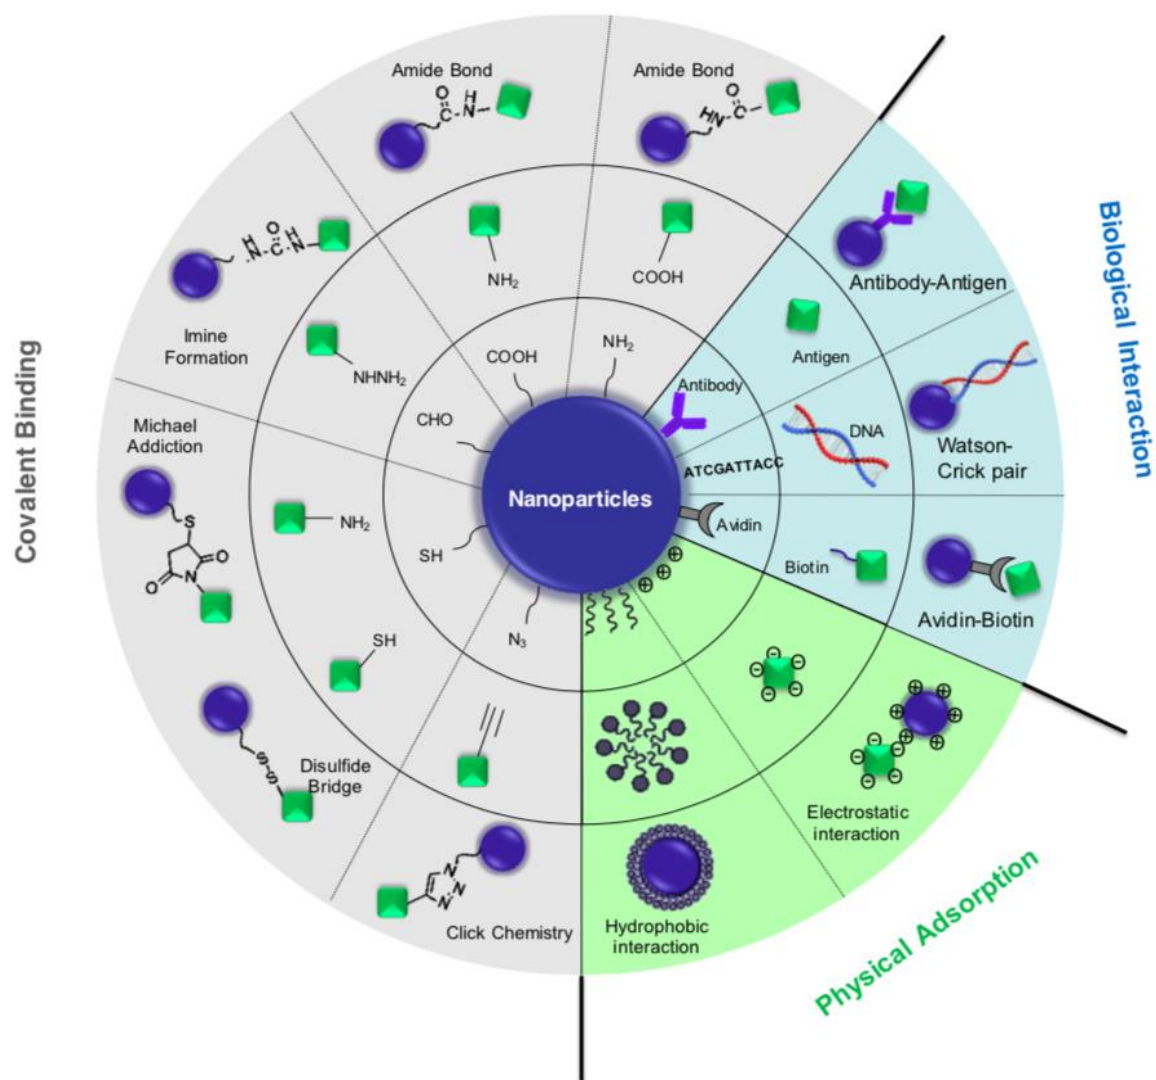 Amide Bond
O
H
C
N
Amide Bond
O
HN
C
H
N
O
C
H
N
Imine
Formation
NH₂
COOH
Antibody-Antigen
Antigen
NHNH₂
COOH
NH₂
CHO
Antibody
DNA
ATCGATTACC
Watson-
Crick pair
Michael
Addiction
S
O
N
O
NH₂
SH
Nanoparticles
Avidin
Biotin
Avidin-Biotin
N₃
SH
S-S
Disulfide
Bridge
N
N
N
Click Chemistry
Hydrophobic
interaction
Electrostatic
interaction
+
+
+
-
-
-
-
-
+
+
+
+
+
+
-
-
-
-
-
Covalent Binding
Biological Interaction
Physical Adsorption